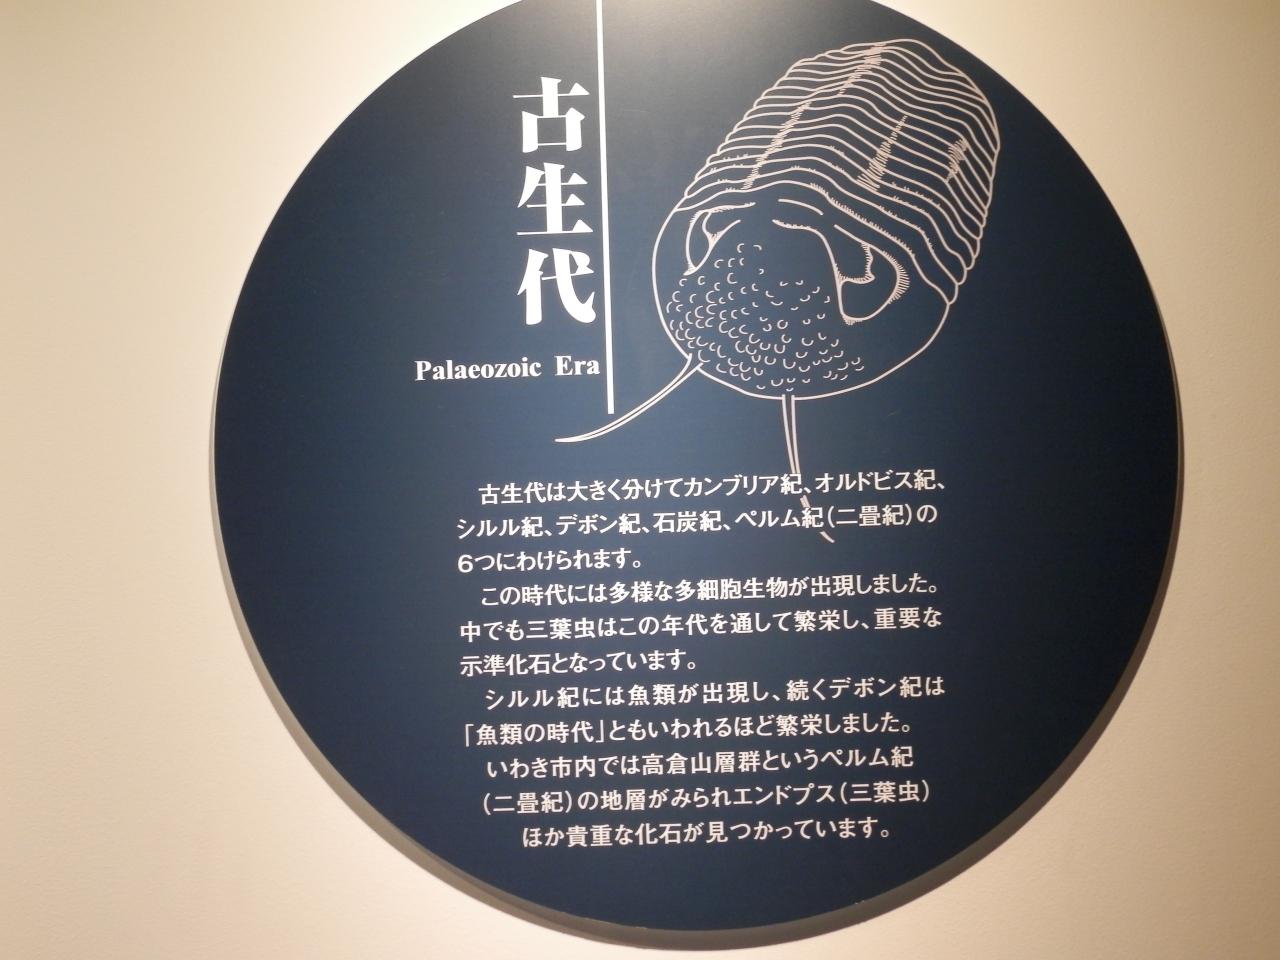 古生代
Palaeozoic Era
古生代は大きく分けてカンブリア紀、オルドビス紀、
シルル紀、デボン紀、石炭紀、ペルム紀(二畳紀)の
6つにわけられます。
この時代には多様な多細胞生物が出現しました。
中でも三葉虫はこの年代を通して繁栄し、重要な
示準化石となっています。
シルル紀には魚類が出現し、続くデボン紀は
「魚類の時代」ともいわれるほど繁栄しました。
いわき市内では高倉山層群というペルム紀
(二畳紀)の地層がみられエンドプス(三葉虫)
ほか貴重な化石が見つかっています。